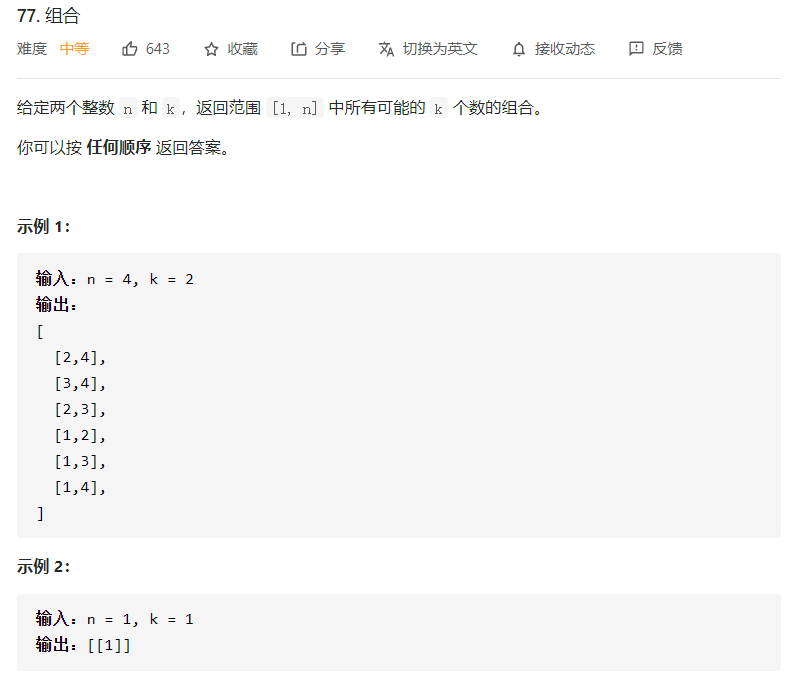 77. 组合
难度 中等 643 收藏 分享 切换为英文 接收动态 反馈
给定两个整数 n 和 k，返回范围 [1, n] 中所有可能的 k 个数的组合。
你可以按 任何顺序 返回答案。
示例 1：
输入：n = 4, k = 2
输出：
[
  [2,4],
  [3,4],
  [2,3],
  [1,2],
  [1,3],
  [1,4],
]
示例 2：
输入：n = 1, k = 1
输出：[[1]]